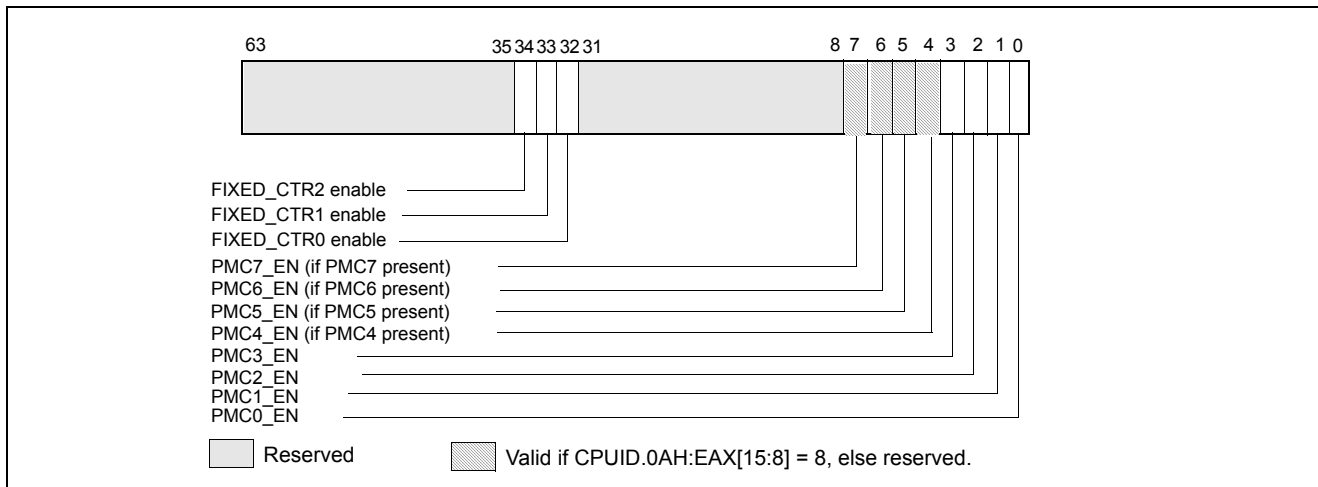 63 35 34 33 32 31 8 7 6 5 4 3 2 1 0
FIXED_CTR2 enable
FIXED_CTR1 enable
FIXED_CTR0 enable
PMC7_EN (if PMC7 present)
PMC6_EN (if PMC6 present)
PMC5_EN (if PMC5 present)
PMC4_EN (if PMC4 present)
PMC3_EN
PMC2_EN
PMC1_EN
PMC0_EN
Reserved Valid if CPUID.0AH:EAX[15:8] = 8, else reserved.